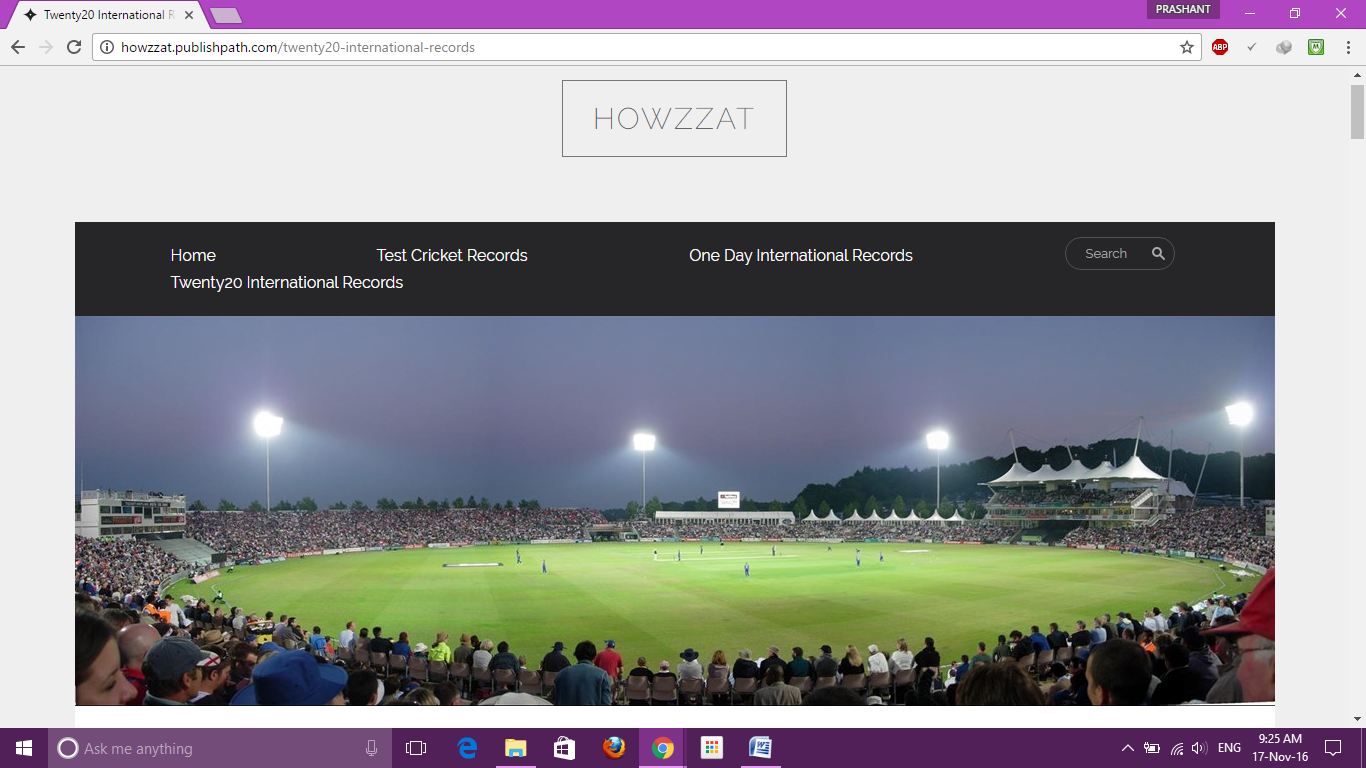 Twenty20 International R
PRASHANT
howzzat.publishpath.com/twenty20-international-records
ABP
HOWZZAT
Home Test Cricket Records One Day International Records Search
Twenty20 International Records
Ask me anything
ENG
9:25 AM
17-Nov-16